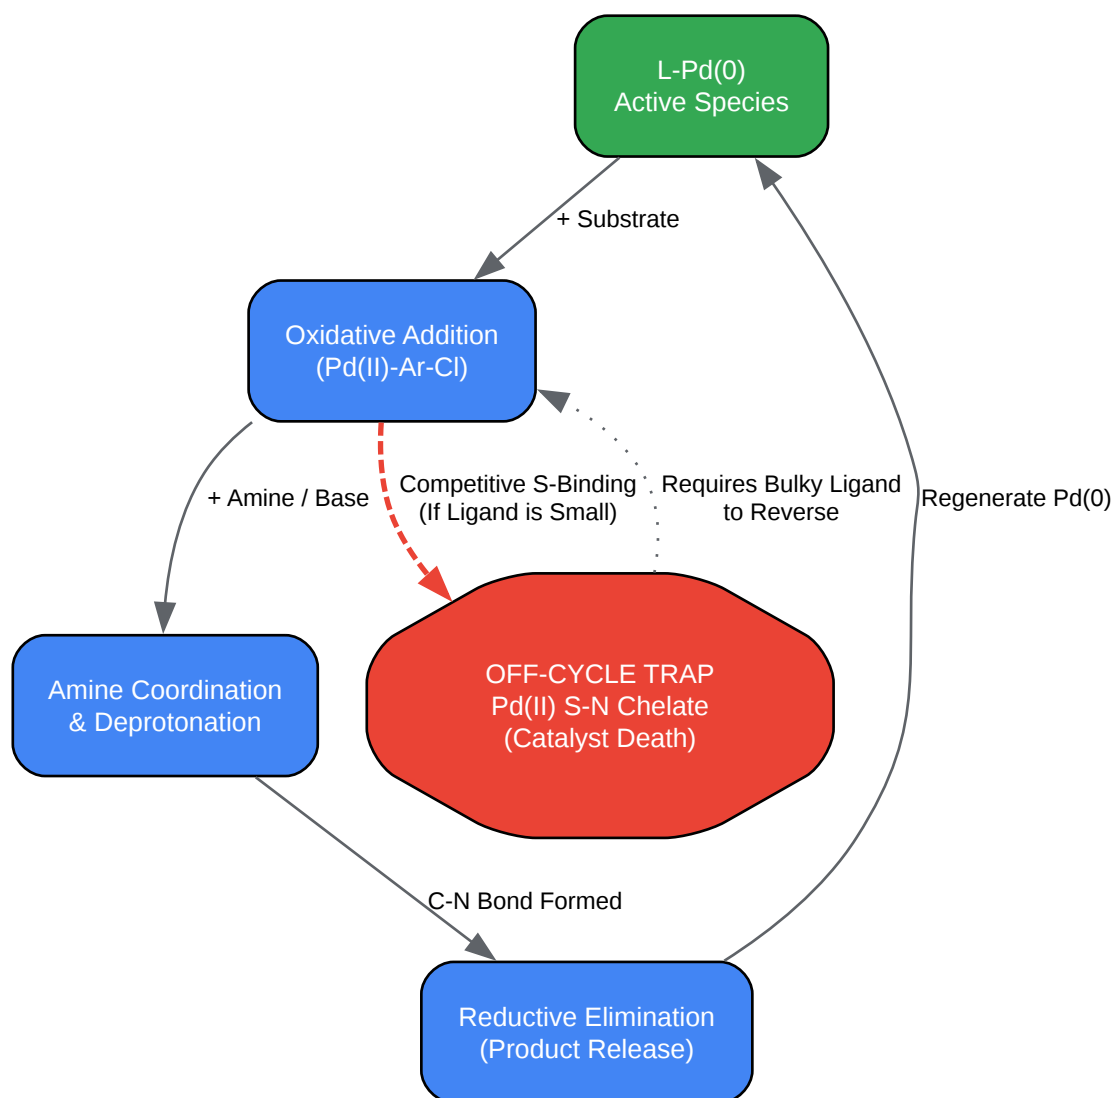 L-Pd(0)
Active Species
+ Substrate
Oxidative Addition
(Pd(II)-Ar-Cl)
+ Amine / Base
Competitive S-Binding
(If Ligand is Small)
Requires Bulky Ligand
to Reverse
Regenerate Pd(0)
Amine Coordination
& Deprotonation
OFF-CYCLE TRAP
Pd(II) S-N Chelate
(Catalyst Death)
C-N Bond Formed
Reductive Elimination
(Product Release)